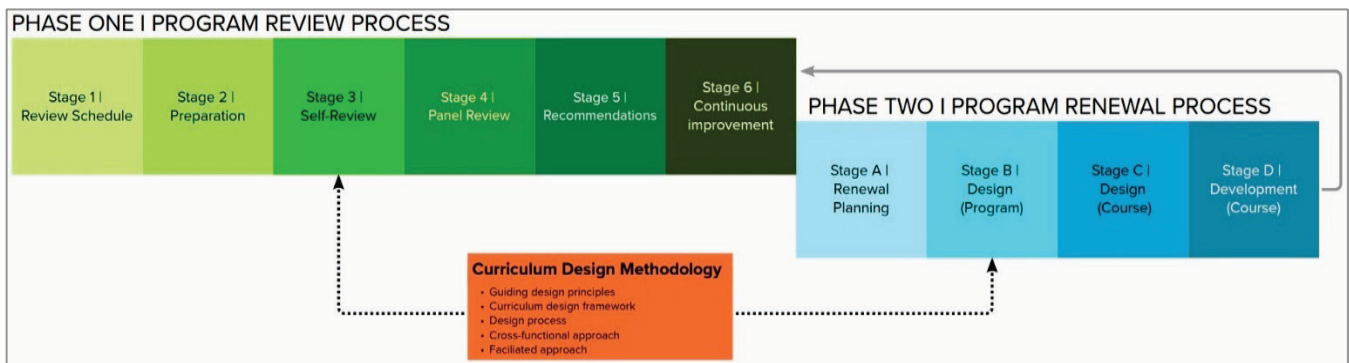 PHASE ONE I PROGRAM REVIEW PROCESS
Stage 1 |
Review Schedule
Stage 2 |
Preparation
Stage 3 |
Self-Review
Stage 4 |
Panel Review
Stage 5 |
Recommendations
Stage 6 |
Continuous
improvement
PHASE TWO I PROGRAM RENEWAL PROCESS
Stage A |
Renewal
Planning
Stage B |
Design
(Program)
Stage C |
Design
(Course)
Stage D |
Development
(Course)
Curriculum Design Methodology
• Guiding design principles
• Curriculum design framework
• Design process
• Cross-functional approach
• Faciliated approach